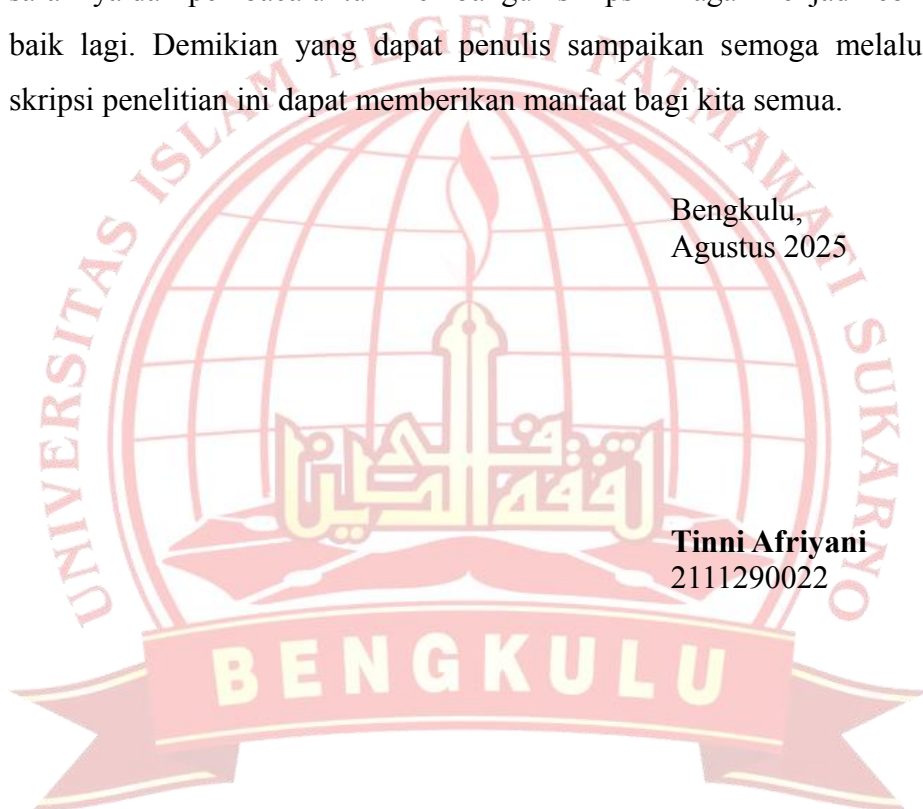 baik lagi. Demikian yang dapat penulis sampaikan semoga melalu
skripsi penelitian ini dapat memberikan manfaat bagi kita semua.
Bengkulu,
Agustus 2025
Tinni Afriyani
2111290022
UNIVERSITAS ISLAM NEGERI FATMAWATI SUKARNO
BENGKULU